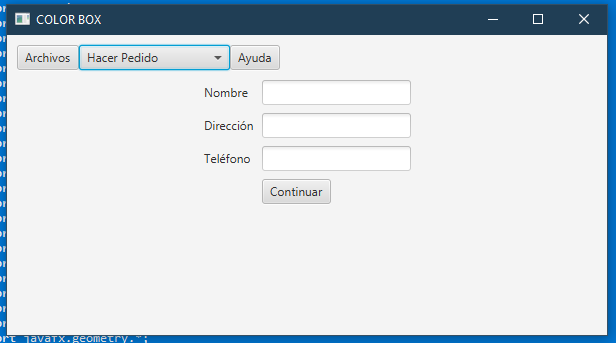 COLOR BOX
Archivos Hacer Pedido Ayuda
Nombre
Dirección
Teléfono
Continuar
ort javafx.geometry.*;